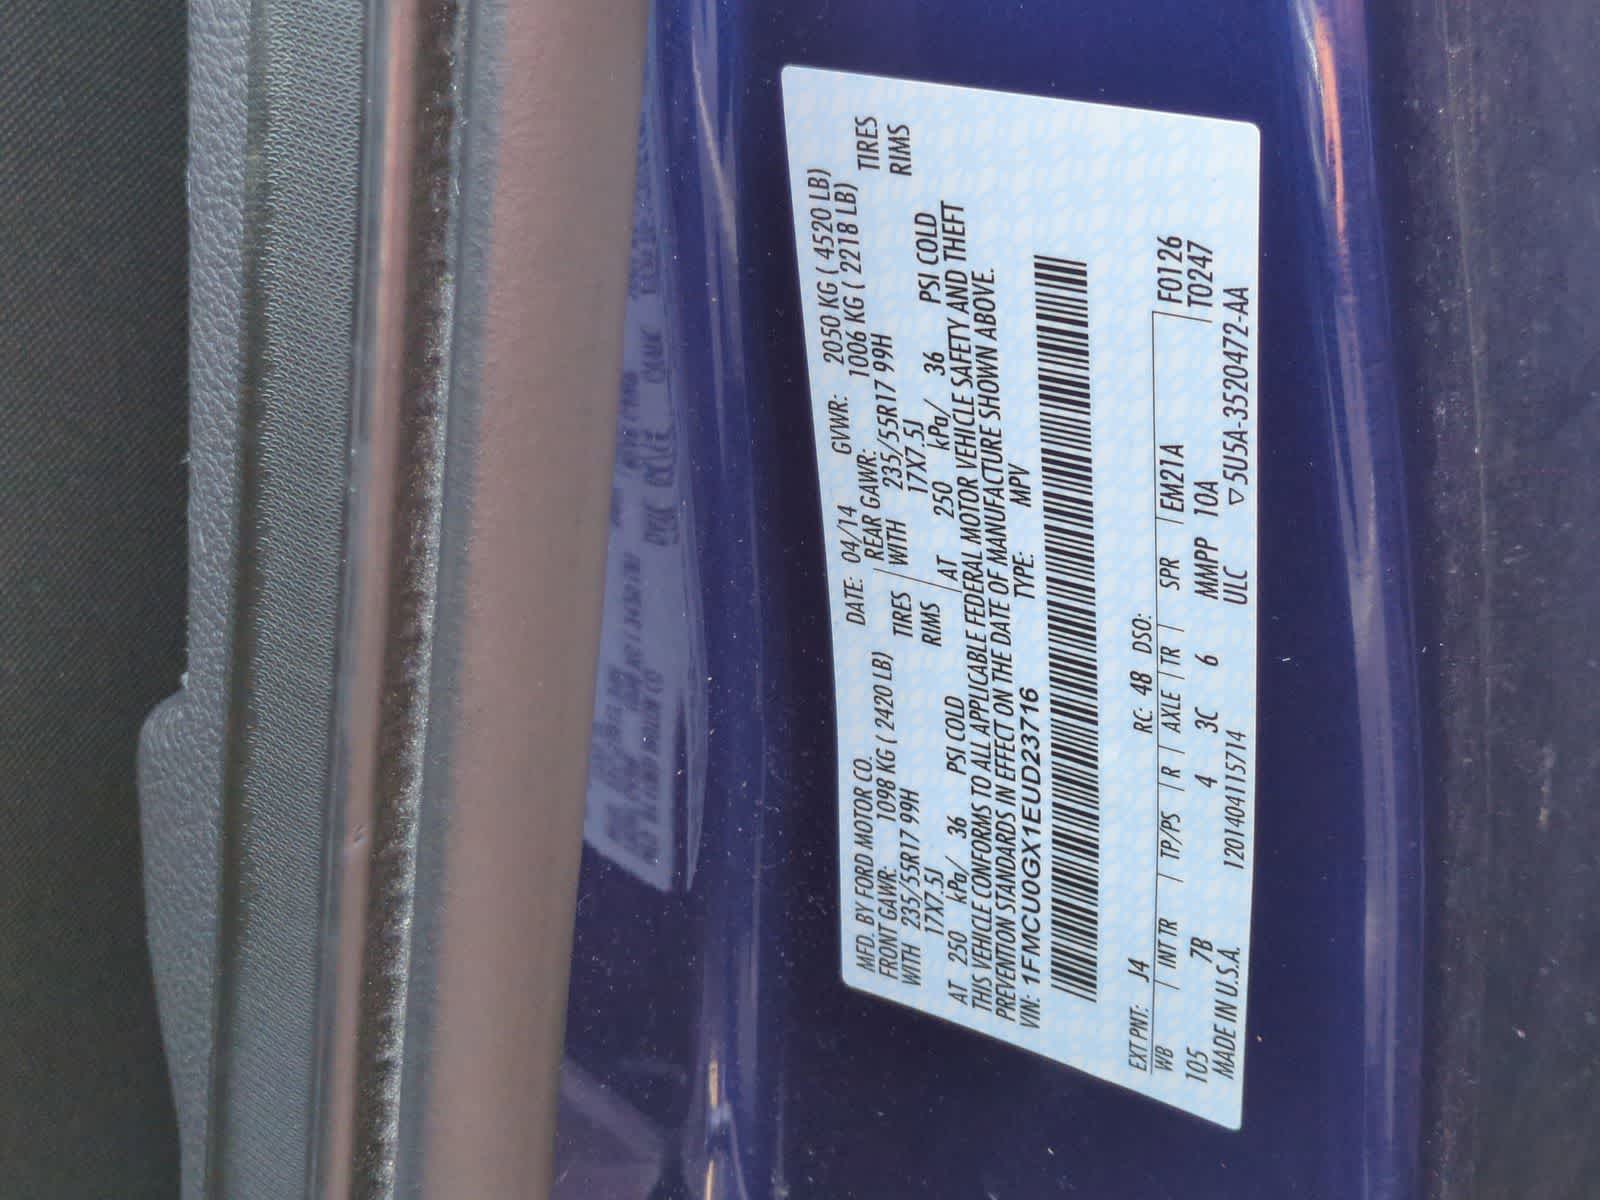 MFD. BY FORD MOTOR CO.
DATE: 04/14 GVWR: 2050 KG ( 4520 LB)
FRONT GAWR: 1098 KG ( 2420 LB) REAR GAWR: 1006 KG ( 2218 LB)
WITH 235/55R17 99H TIRES WITH 235/55R17 99H TIRES
17X7.5J RIMS 17X7.5J RIMS
AT 250 kPa/ 36 PSI COLD AT 250 kPa/ 36 PSI COLD
THIS VEHICLE CONFORMS TO ALL APPLICABLE FEDERAL MOTOR VEHICLE SAFETY AND THEFT
PREVENTION STANDARDS IN EFFECT ON THE DATE OF MANUFACTURE SHOWN ABOVE.
VIN: 1FMCU0GX1EUD23716 TYPE: MPV
EXT PNT: J4 RC: 48 DSO: F0126
WB INT TR TP/PS R AXLE TR SPR EM21A T0247
105 7B 4 3C 6 MMPP 10A
MADE IN U.S.A. 12014041115714 ULC ▽5U5A-3520472-AA